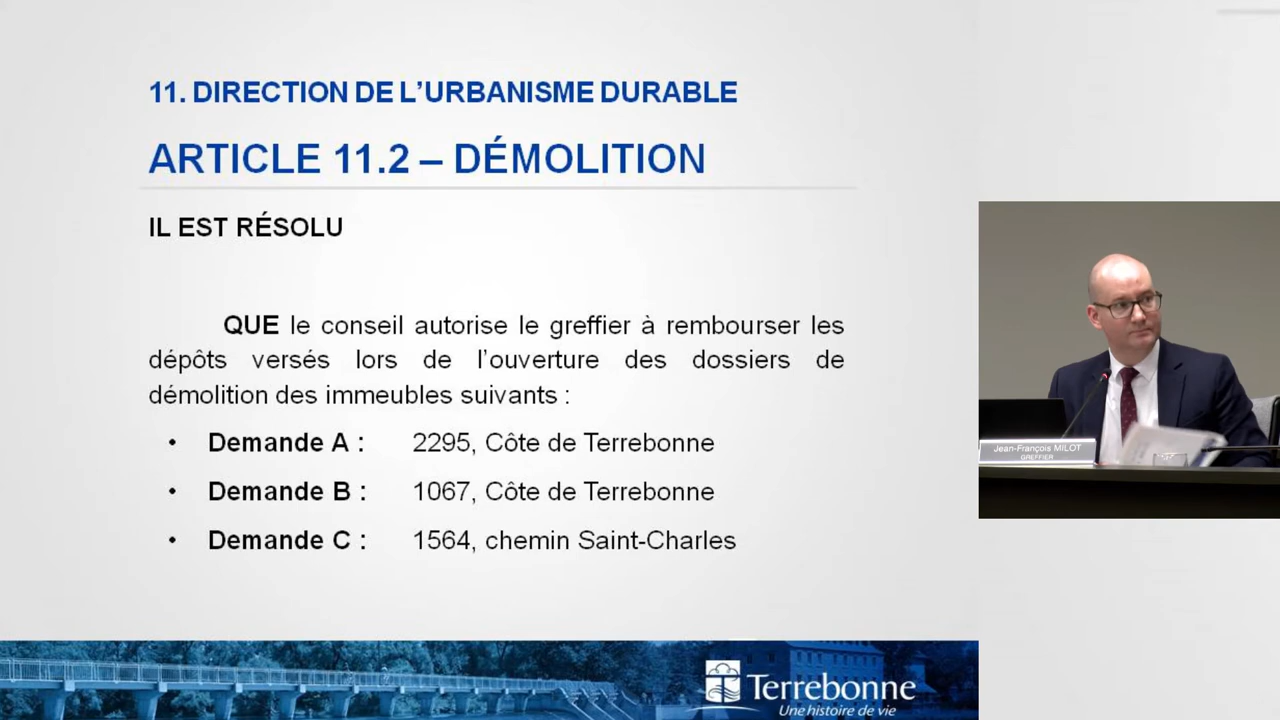 11. DIRECTION DE L’URBANISME DURABLE
ARTICLE 11.2 – DÉMOLITION
IL EST RÉSOLU
QUE le conseil autorise le greffier à rembourser les
dépôts versés lors de l’ouverture des dossiers de
démolition des immeubles suivants :
• Demande A : 2295, Côte de Terrebonne
• Demande B : 1067, Côte de Terrebonne
• Demande C : 1564, chemin Saint-Charles
Jean-François MILOT
GREFFIER
Terrebonne
Une histoire de vie